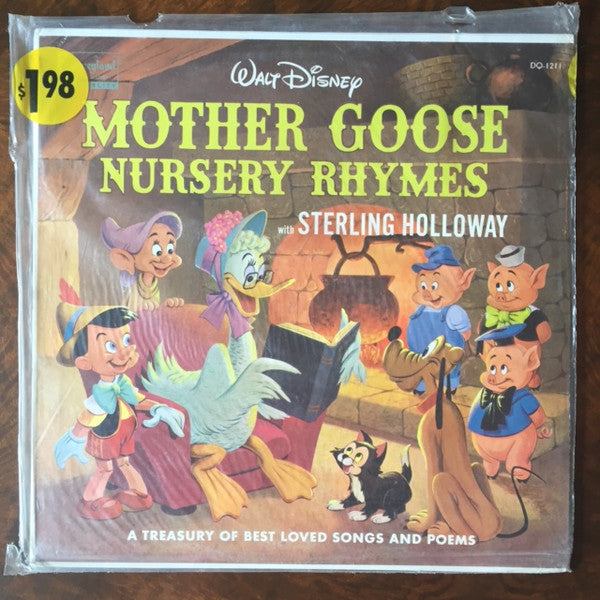 $1.98
Walt Disney
DQ-1211
MOTHER GOOSE
NURSERY RHYMES
with STERLING HOLLOWAY
A TREASURY OF BEST LOVED SONGS AND POEMS